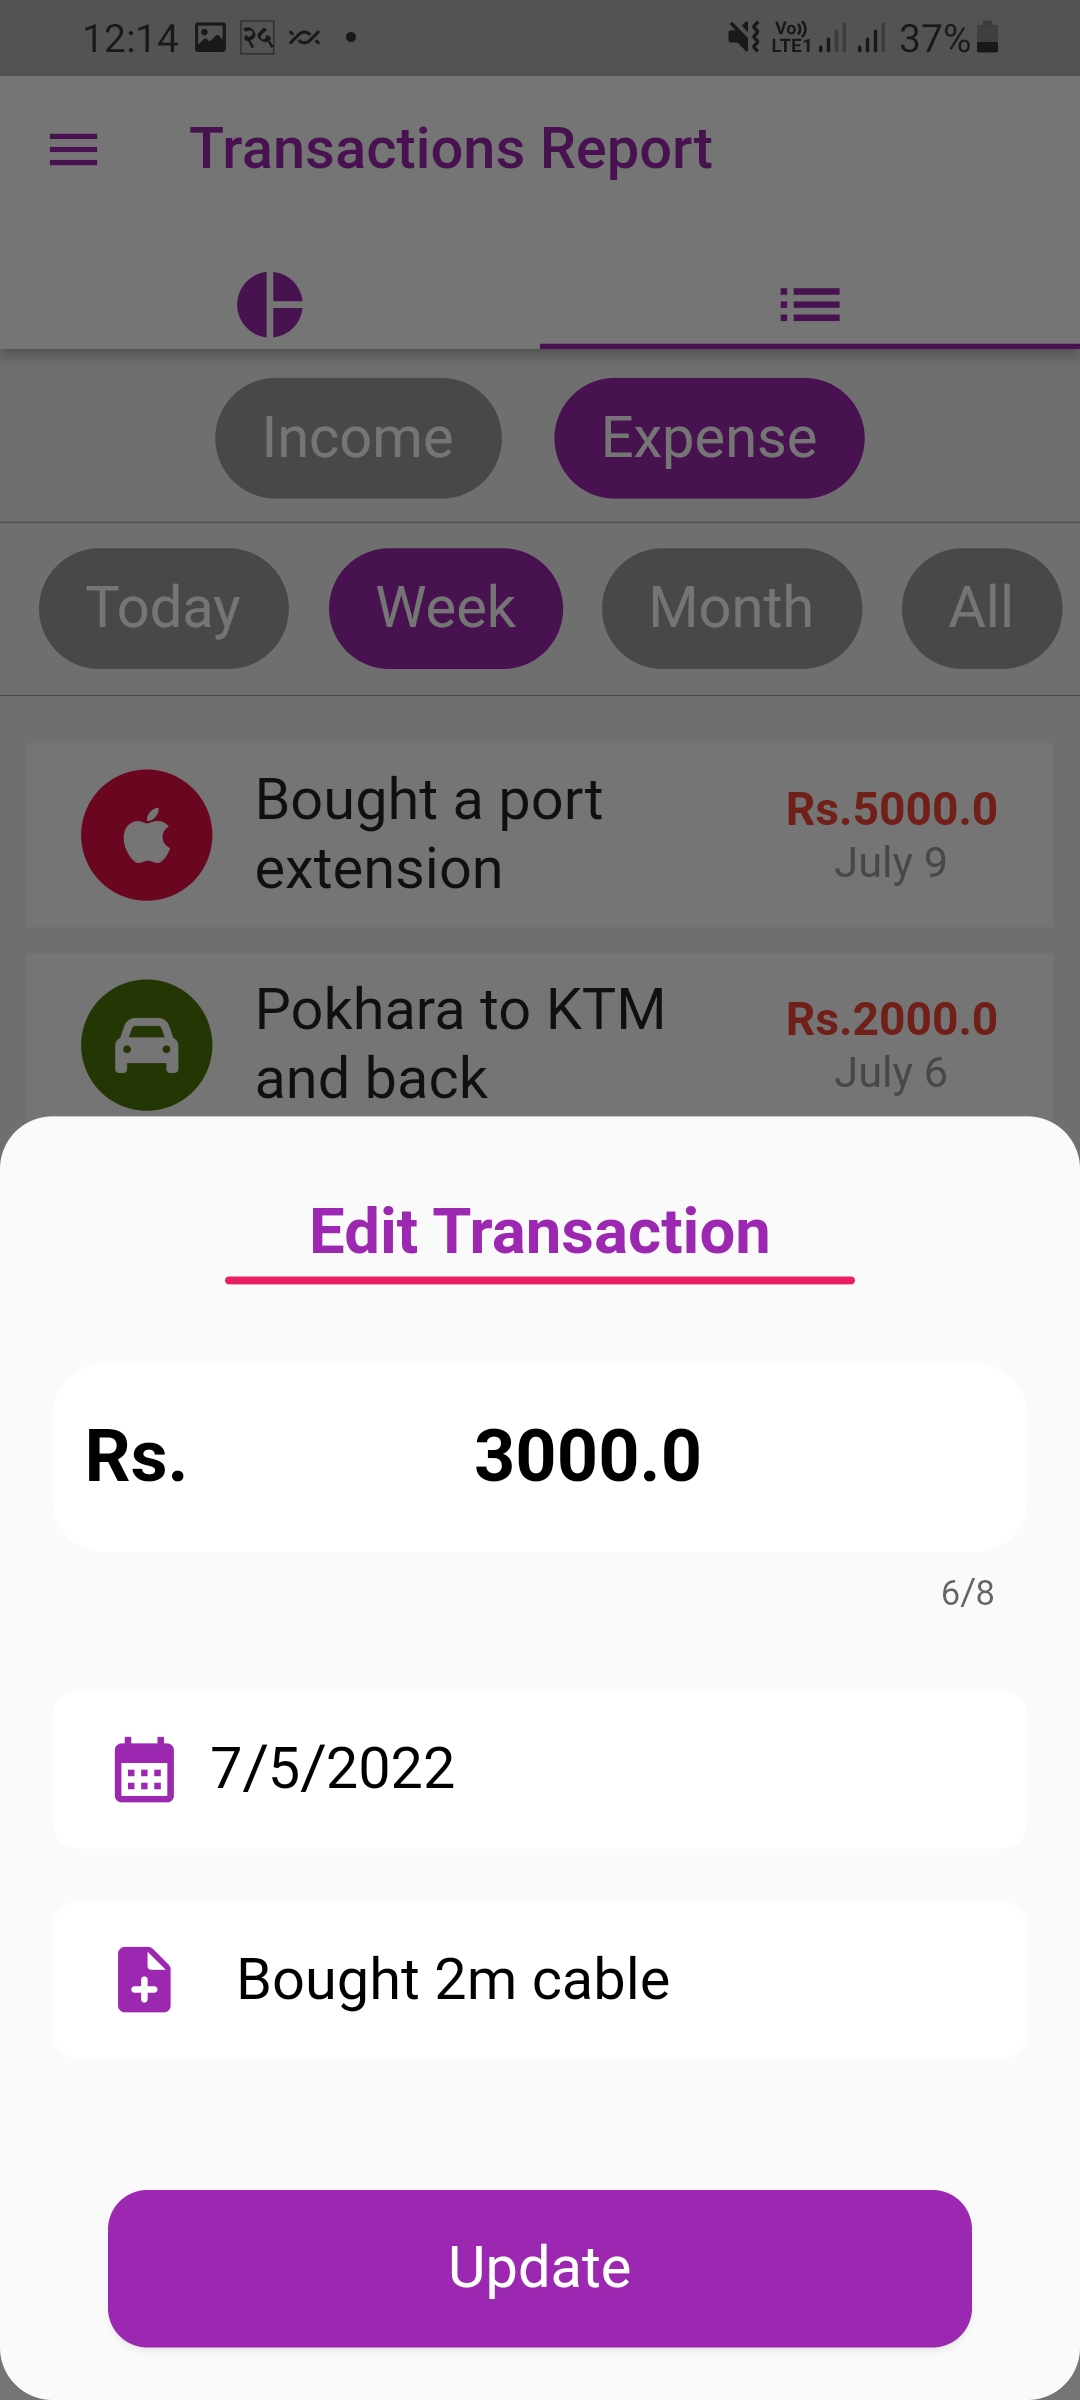 12:14 २५ Vo)) LTE1 37%
Transactions Report
Income Expense
Today Week Month All
Bought a port
extension
Rs.5000.0
July 9
Pokhara to KTM
and back
Rs.2000.0
July 6
Edit Transaction
Rs. 3000.0
6/8
7/5/2022
Bought 2m cable
Update